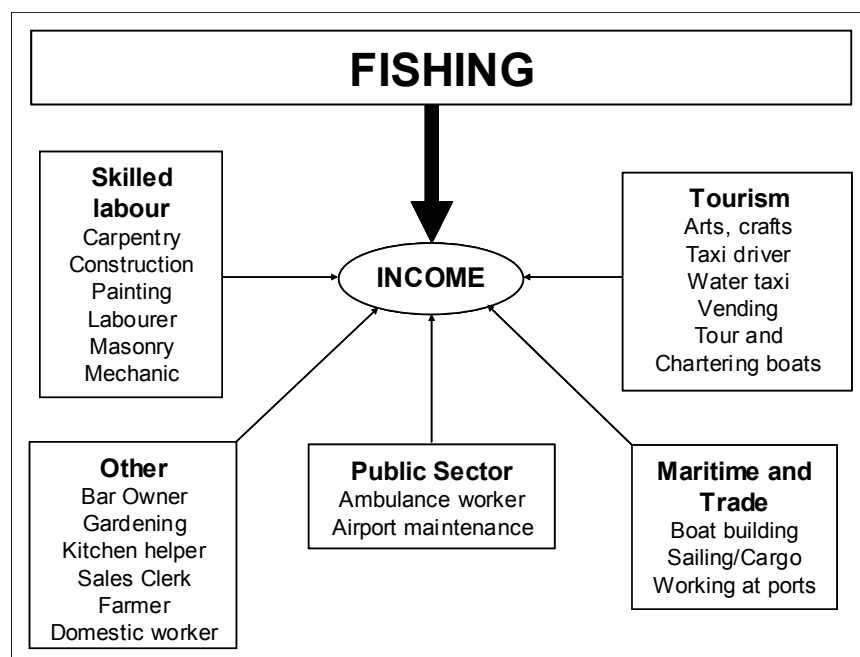 FISHING
Skilled
labour
Carpentry
Construction
Painting
Labourer
Masonry
Mechanic
INCOME
Tourism
Arts, crafts
Taxi driver
Water taxi
Vending
Tour and
Chartering boats
Other
Bar Owner
Gardening
Kitchen helper
Sales Clerk
Farmer
Domestic worker
Public Sector
Ambulance worker
Airport maintenance
Maritime and
Trade
Boat building
Sailing/Cargo
Working at ports